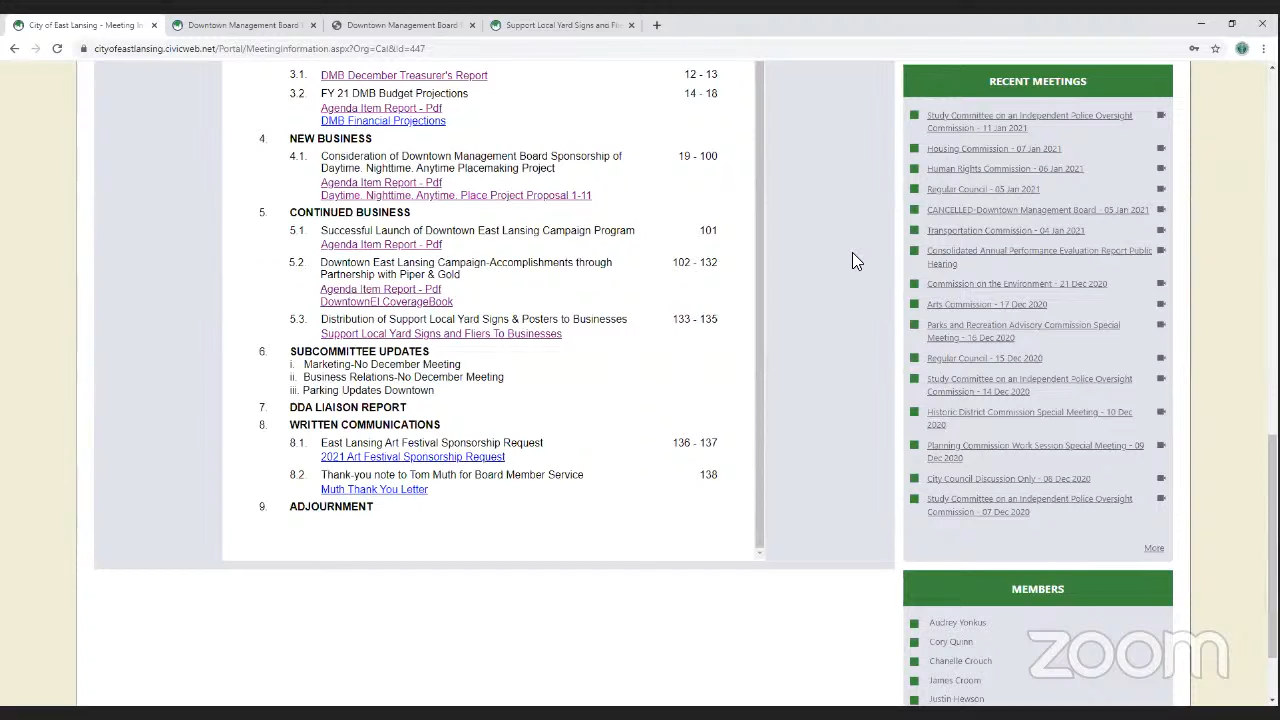 City of East Lansing - Meeting In
Downtown Management Board
Downtown Management Board
Support Local Yard Signs and Fli
cityofeastlansing.civicweb.net/Portal/MeetingInformation.aspx?Org=Cal&Id=447
3.1. DMB December Treasurer's Report 12 - 13
3.2. FY 21 DMB Budget Projections 14 - 18
Agenda Item Report - Pdf
DMB Financial Projections
4. NEW BUSINESS
4.1. Consideration of Downtown Management Board Sponsorship of 19 - 100
Daytime. Nighttime. Anytime Placemaking Project
Agenda Item Report - Pdf
Daytime. Nighttime. Anytime. Place Project Proposal 1-11
5. CONTINUED BUSINESS
5.1. Successful Launch of Downtown East Lansing Campaign Program 101
Agenda Item Report - Pdf
5.2. Downtown East Lansing Campaign-Accomplishments through 102 - 132
Partnership with Piper & Gold
Agenda Item Report - Pdf
DowntownEl CoverageBook
5.3. Distribution of Support Local Yard Signs & Posters to Businesses 133 - 135
Support Local Yard Signs and Fliers To Businesses
6. SUBCOMMITTEE UPDATES
i. Marketing-No December Meeting
ii. Business Relations-No December Meeting
iii. Parking Updates Downtown
7. DDA LIAISON REPORT
8. WRITTEN COMMUNICATIONS
8.1. East Lansing Art Festival Sponsorship Request 136 - 137
2021 Art Festival Sponsorship Request
8.2. Thank-you note to Tom Muth for Board Member Service 138
Muth Thank You Letter
9. ADJOURNMENT
RECENT MEETINGS
Study Committee on an Independent Police Oversight
Commission - 11 Jan 2021
Housing Commission - 07 Jan 2021
Human Rights Commission - 06 Jan 2021
Regular Council - 05 Jan 2021
CANCELLED-Downtown Management Board - 05 Jan 2021
Transportation Commission - 04 Jan 2021
Consolidated Annual Performance Evaluation Report Public
Hearing
Commission on the Environment - 21 Dec 2020
Arts Commission - 17 Dec 2020
Parks and Recreation Advisory Commission Special
Meeting - 16 Dec 2020
Regular Council - 15 Dec 2020
Study Committee on an Independent Police Oversight
Commission - 14 Dec 2020
Historic District Commission Special Meeting - 10 Dec
2020
Planning Commission Work Session Special Meeting - 09
Dec 2020
City Council Discussion Only - 08 Dec 2020
Study Committee on an Independent Police Oversight
Commission - 07 Dec 2020
More
MEMBERS
Audrey Yonkus
Cory Quinn
Chanelle Crouch
James Croom
Justin Hewson
zoom